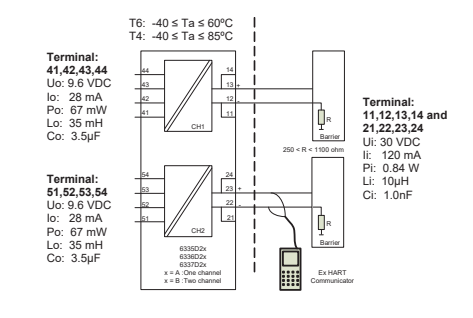 T6: -40 ≤ Ta ≤ 60ºC
T4: -40 ≤ Ta ≤ 85ºC
Terminal:
41,42,43,44
Uo: 9.6 VDC
Io: 28 mA
Po: 67 mW
Lo: 35 mH
Co: 3.5µF
44
43
42
41
CH1
14
13 +
12 -
11
R
Barrier
250 < R < 1100 ohm
Terminal:
11,12,13,14 and
21,22,23,24
Ui: 30 VDC
Ii: 120 mA
Pi: 0.84 W
Li: 10µH
Ci: 1.0nF
Terminal:
51,52,53,54
Uo: 9.6 VDC
Io: 28 mA
Po: 67 mW
Lo: 35 mH
Co: 3.5µF
54
53
52
51
CH2
24
23 +
22 -
21
R
Barrier
6335D2x
6336D2x
6337D2x
x = A :One channel
x = B :Two channel
Ex HART
Communicator